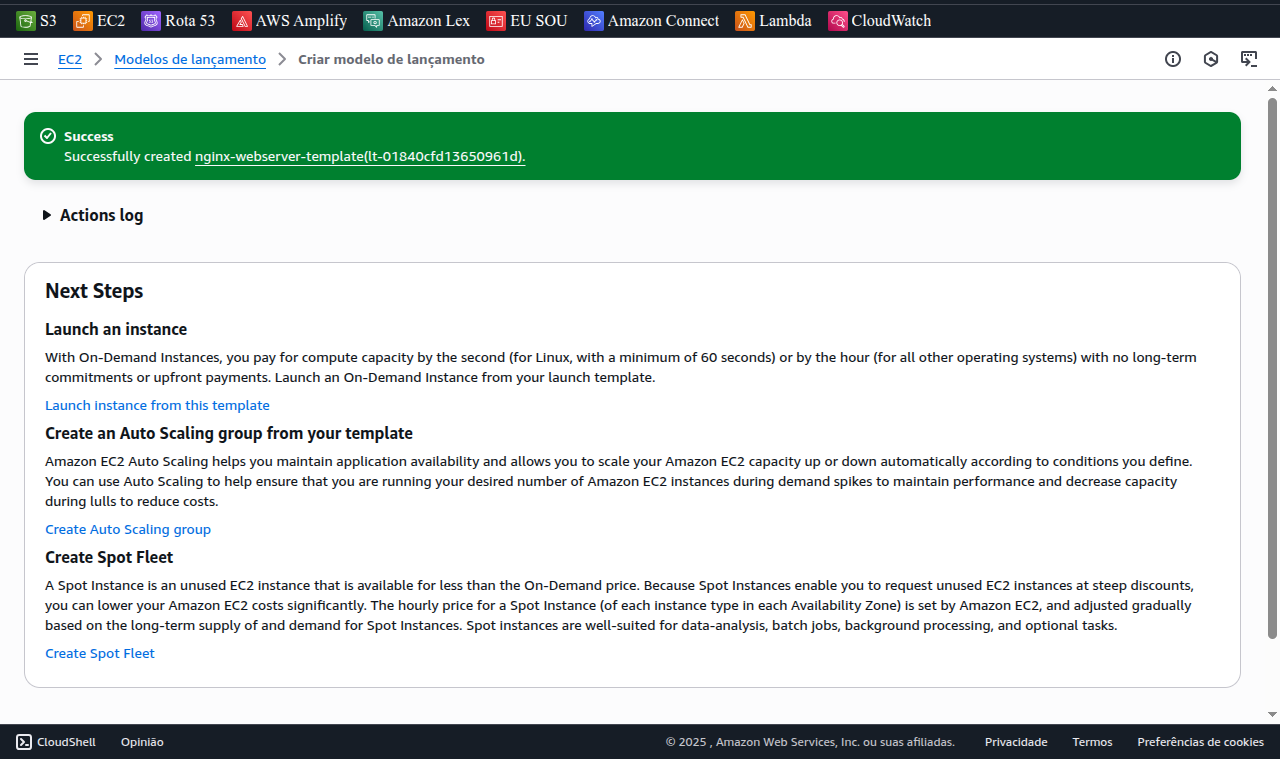 S3 EC2 Rota 53 AWS Amplify Amazon Lex EU SOU Amazon Connect Lambda CloudWatch
EC2 Modelos de lançamento Criar modelo de lançamento
Success
Successfully created nginx-webserver-template(lt-01840cfd13650961d).
Actions log
Next Steps
Launch an instance
With On-Demand Instances, you pay for compute capacity by the second (for Linux, with a minimum of 60 seconds) or by the hour (for all other operating systems) with no long-term
commitments or upfront payments. Launch an On-Demand Instance from your launch template.
Launch instance from this template
Create an Auto Scaling group from your template
Amazon EC2 Auto Scaling helps you maintain application availability and allows you to scale your Amazon EC2 capacity up or down automatically according to conditions you define.
You can use Auto Scaling to help ensure that you are running your desired number of Amazon EC2 instances during demand spikes to maintain performance and decrease capacity
during lulls to reduce costs.
Create Auto Scaling group
Create Spot Fleet
A Spot Instance is an unused EC2 instance that is available for less than the On-Demand price. Because Spot Instances enable you to request unused EC2 instances at steep discounts,
you can lower your Amazon EC2 costs significantly. The hourly price for a Spot Instance (of each instance type in each Availability Zone) is set by Amazon EC2, and adjusted gradually
based on the long-term supply of and demand for Spot Instances. Spot instances are well-suited for data-analysis, batch jobs, background processing, and optional tasks.
Create Spot Fleet
CloudShell Opinião © 2025 , Amazon Web Services, Inc. ou suas afiliadas. Privacidade Termos Preferências de cookies